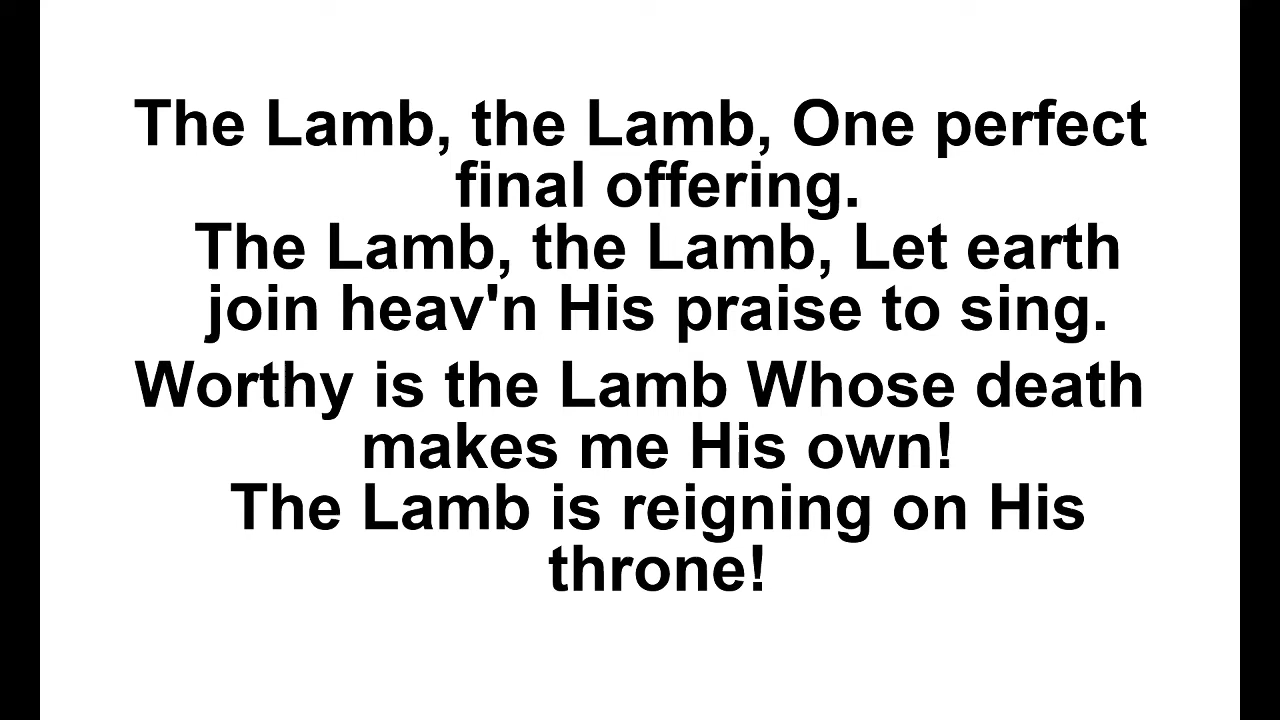 The Lamb, the Lamb, One perfect
final offering.
The Lamb, the Lamb, Let earth
join heav'n His praise to sing.
Worthy is the Lamb Whose death
makes me His own!
The Lamb is reigning on His
throne!